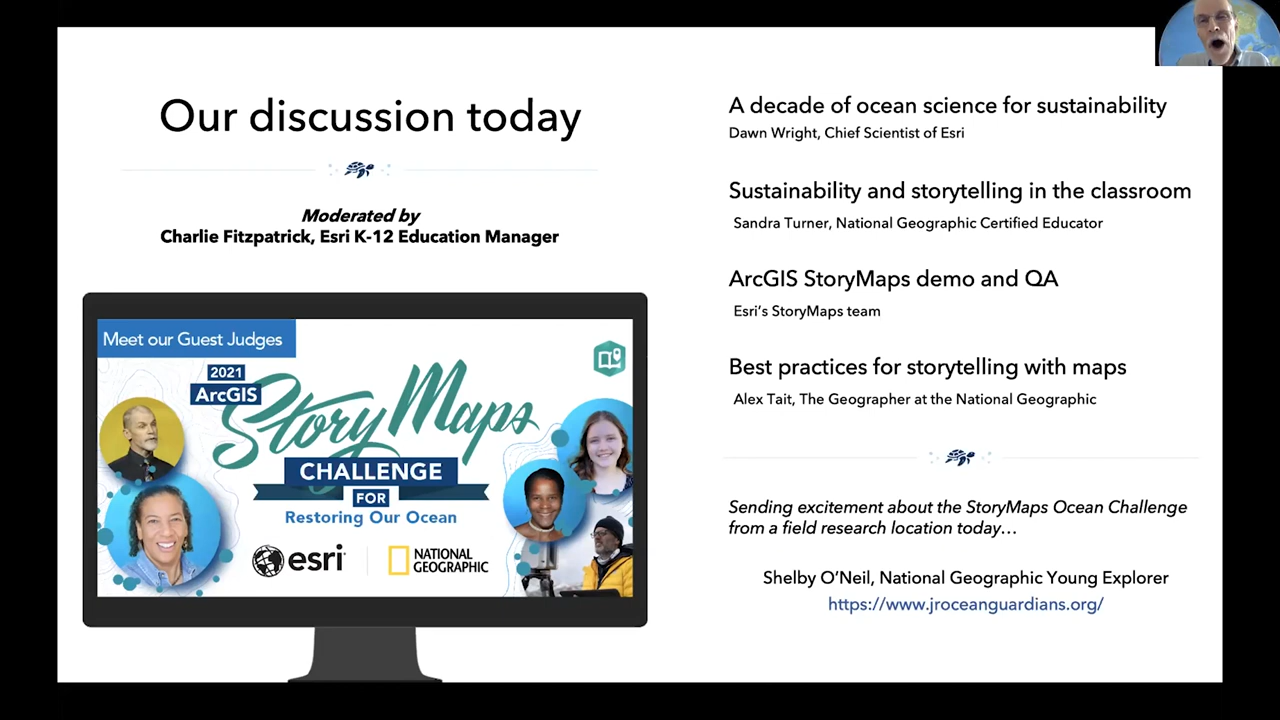 Our discussion today
Moderated by
Charlie Fitzpatrick, Esri K-12 Education Manager
Meet our Guest Judges
2021
ArcGIS
StoryMaps
CHALLENGE
FOR
Restoring Our Ocean
esri
NATIONAL
GEOGRAPHIC
A decade of ocean science for sustainability
Dawn Wright, Chief Scientist of Esri
Sustainability and storytelling in the classroom
Sandra Turner, National Geographic Certified Educator
ArcGIS StoryMaps demo and QA
Esri’s StoryMaps team
Best practices for storytelling with maps
Alex Tait, The Geographer at the National Geographic
Sending excitement about the StoryMaps Ocean Challenge
from a field research location today…
Shelby O’Neil, National Geographic Young Explorer
https://www.jroceanguardians.org/